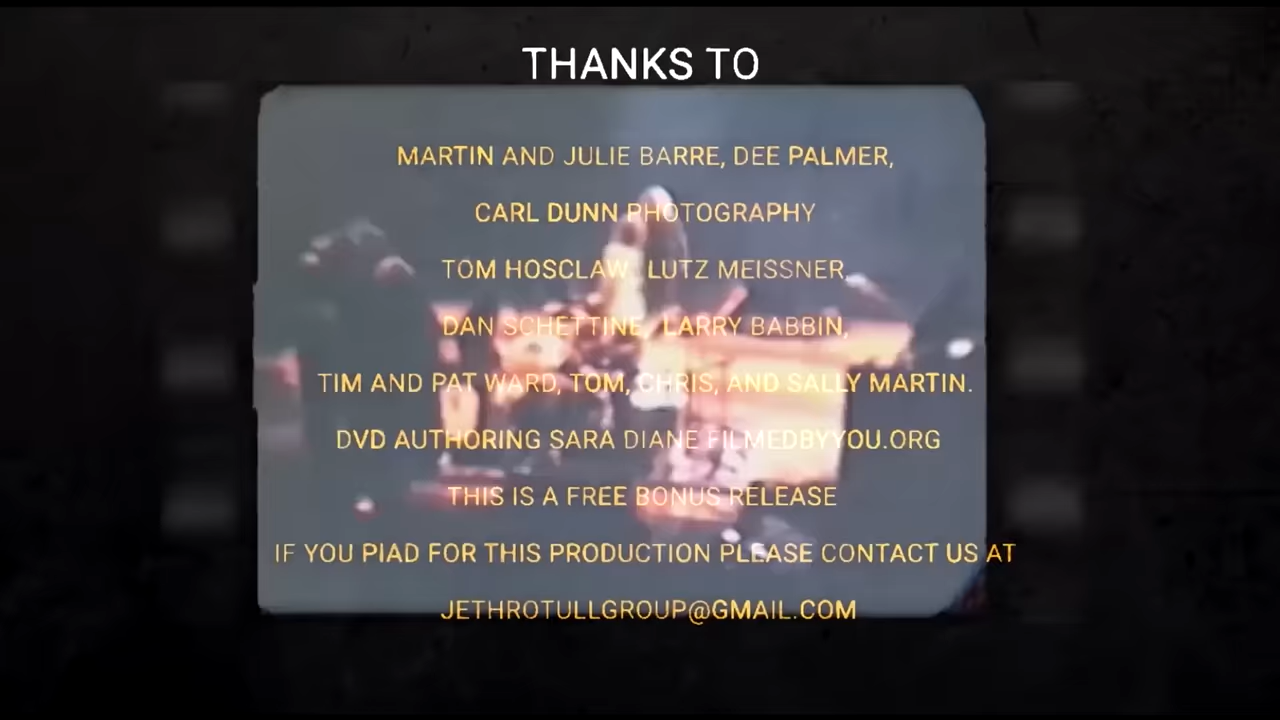 THANKS TO
MARTIN AND JULIE BARRE, DEE PALMER,
CARL DUNN PHOTOGRAPHY
TOM HOSCLAW, LUTZ MEISSNER,
DAN SCHETTINE, LARRY BABBIN,
TIM AND PAT WARD, TOM, CHRIS, AND SALLY MARTIN.
DVD AUTHORING SARA DIANE FILMEDBYYOU.ORG
THIS IS A FREE BONUS RELEASE
IF YOU PIAD FOR THIS PRODUCTION PLEASE CONTACT US AT
JETHROTULLGROUP@GMAIL.COM